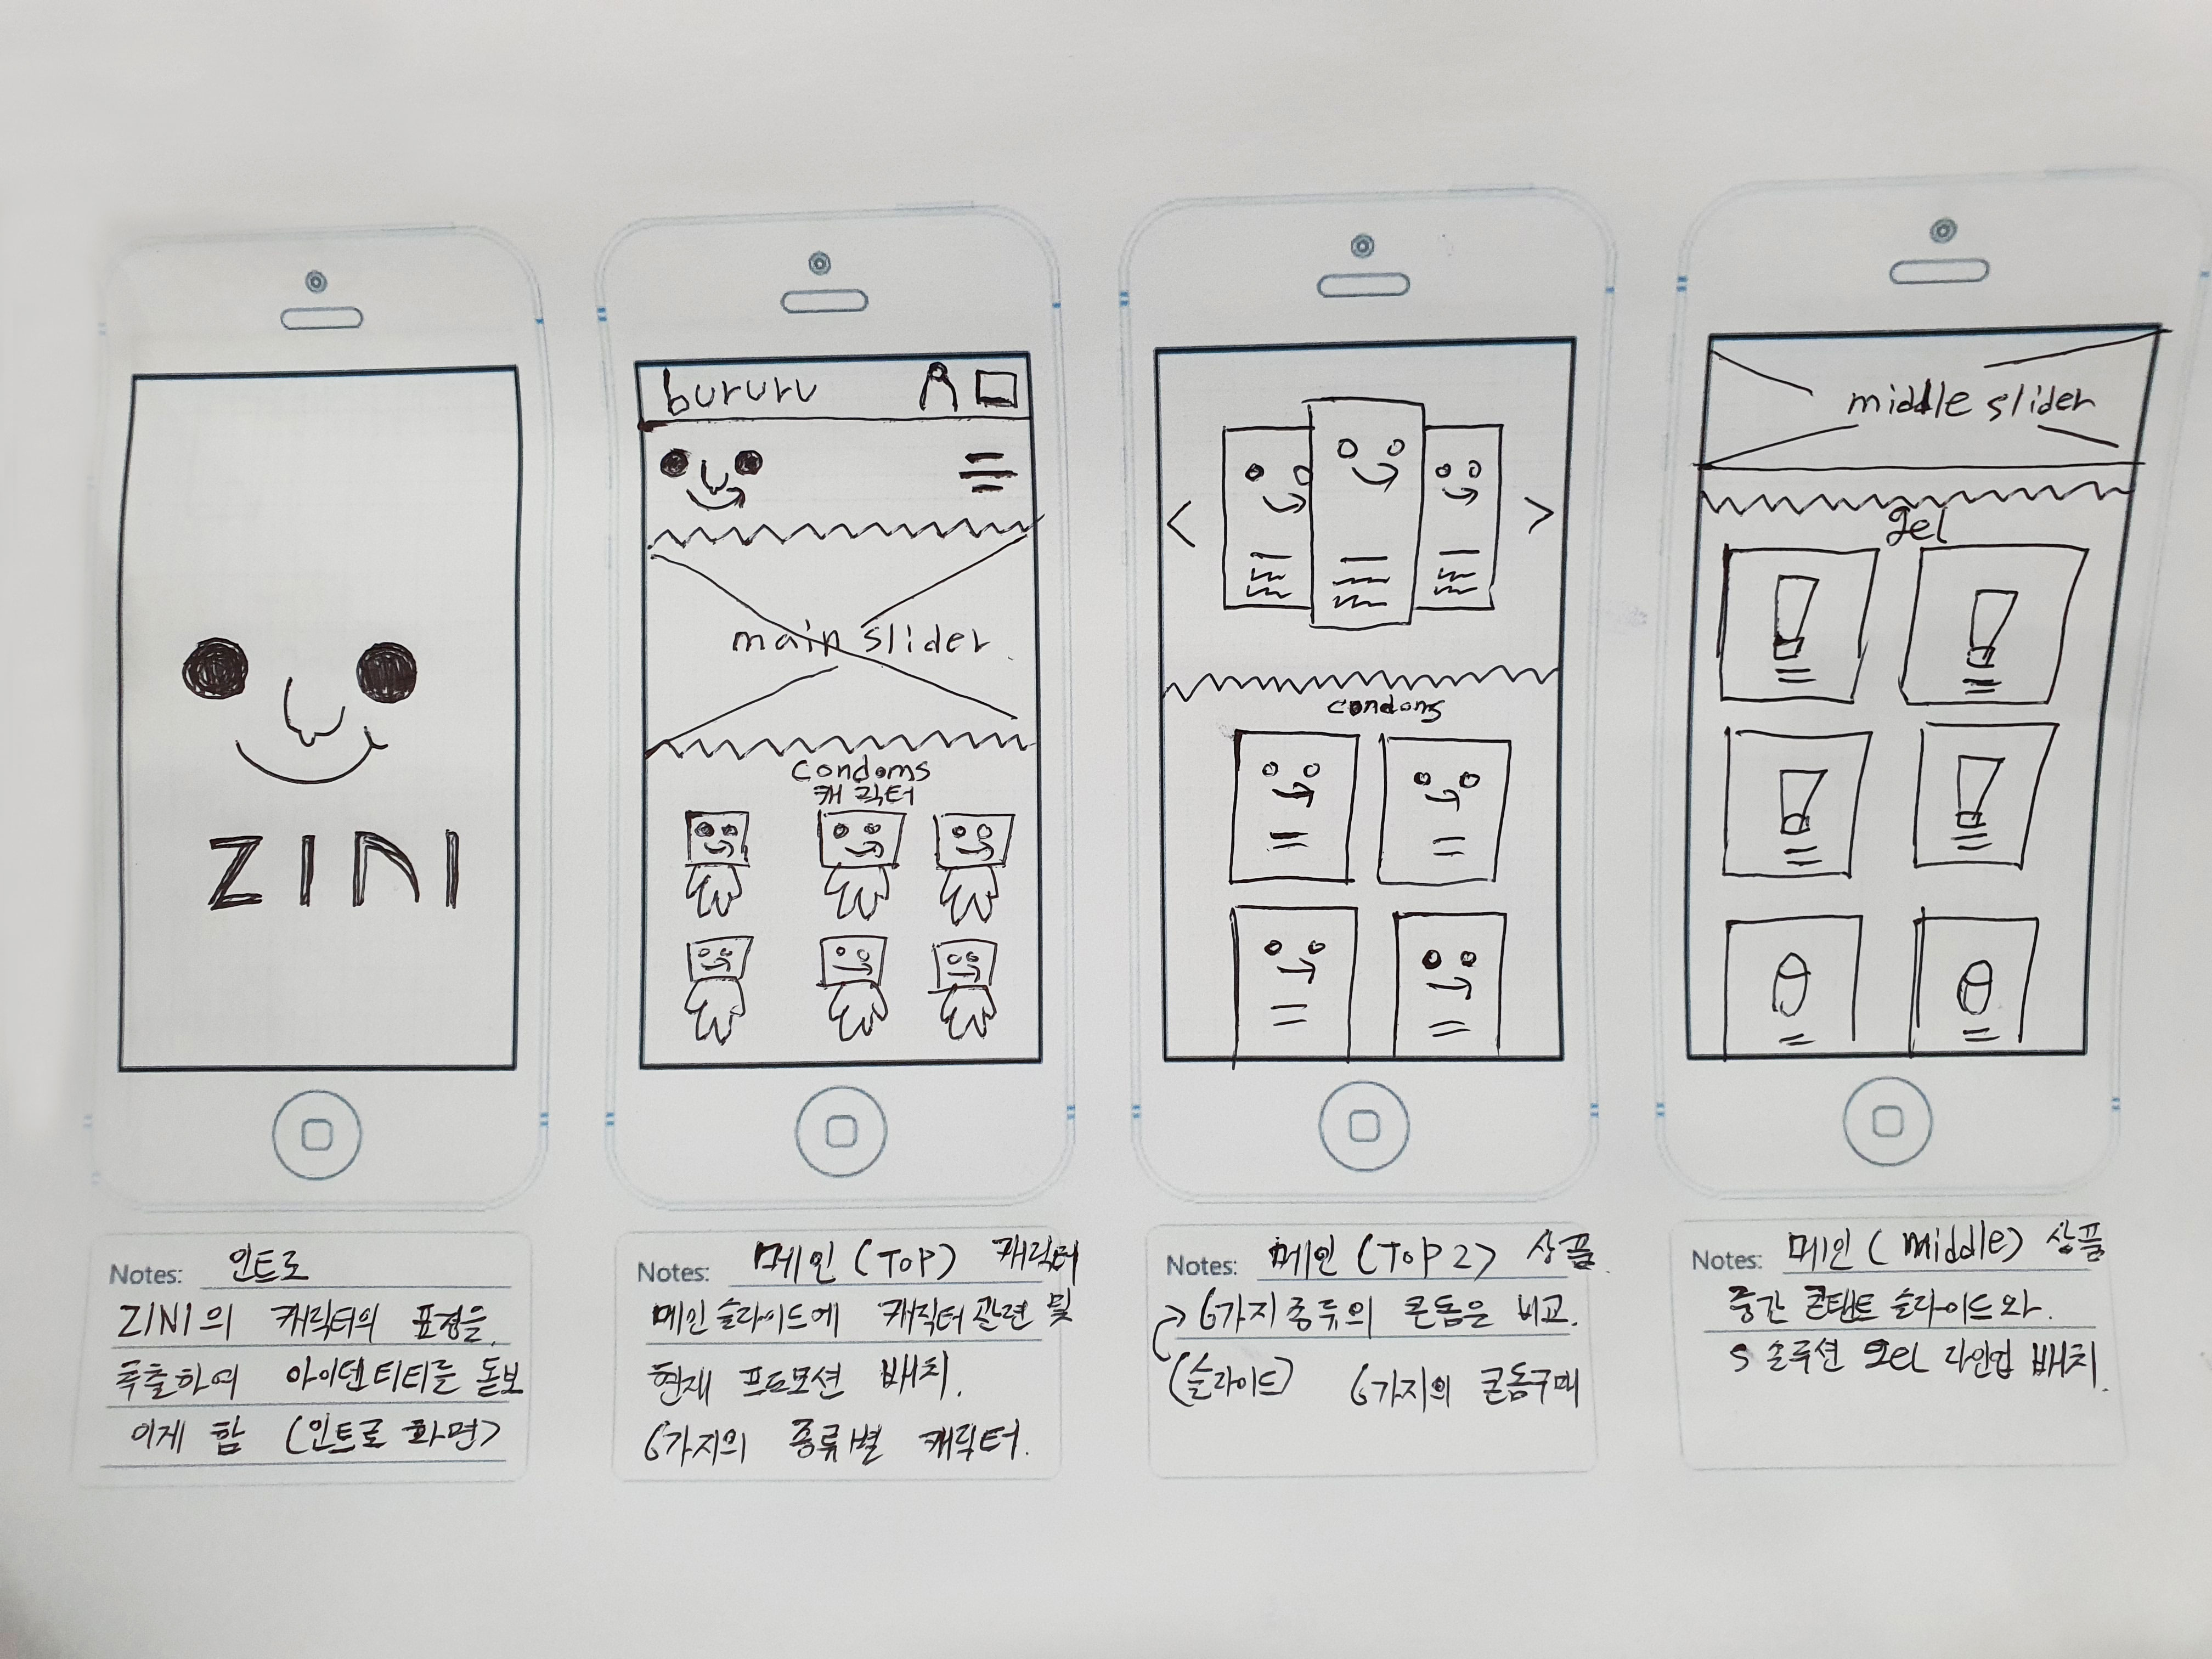 ZINI
bururu
main slider
condoms
캐릭터
condoms
middle slider
gel
Notes: 인트로
ZINI의 캐릭터의 표정을
추출하여 아이덴티티를 돋보
이게 함 (인트로 화면)
Notes: 메인 (TOP) 캐릭터
메인슬라이드에 캐릭터 관련 및
현재 프로모션 배치.
6가지의 종류별 캐릭터.
Notes: 메인 (TOP 2) 상품.
6가지 종류의 콘돔을 비교.
(슬라이드) 6가지의 콘돔구매
Notes: 메인 (middle) 상품
중간 콘텐트 슬라이드와.
S 솔루션 gel 라인업 배치.